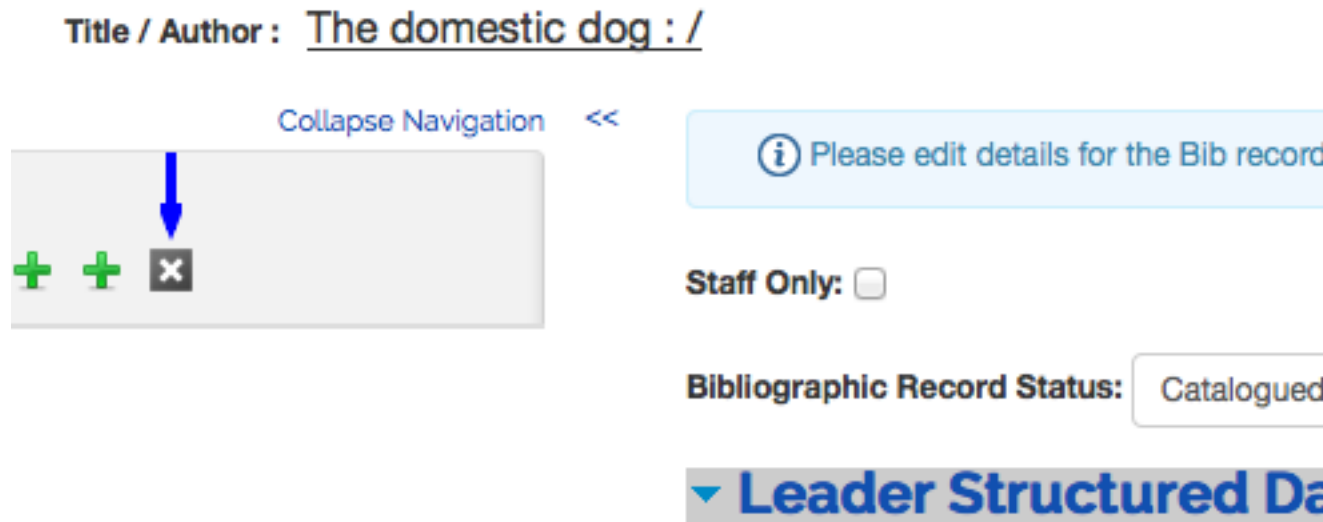 Title / Author : The domestic dog : /
Collapse Navigation <<
Please edit details for the Bib record
Staff Only:
Bibliographic Record Status: Catalogued
Leader Structured Da